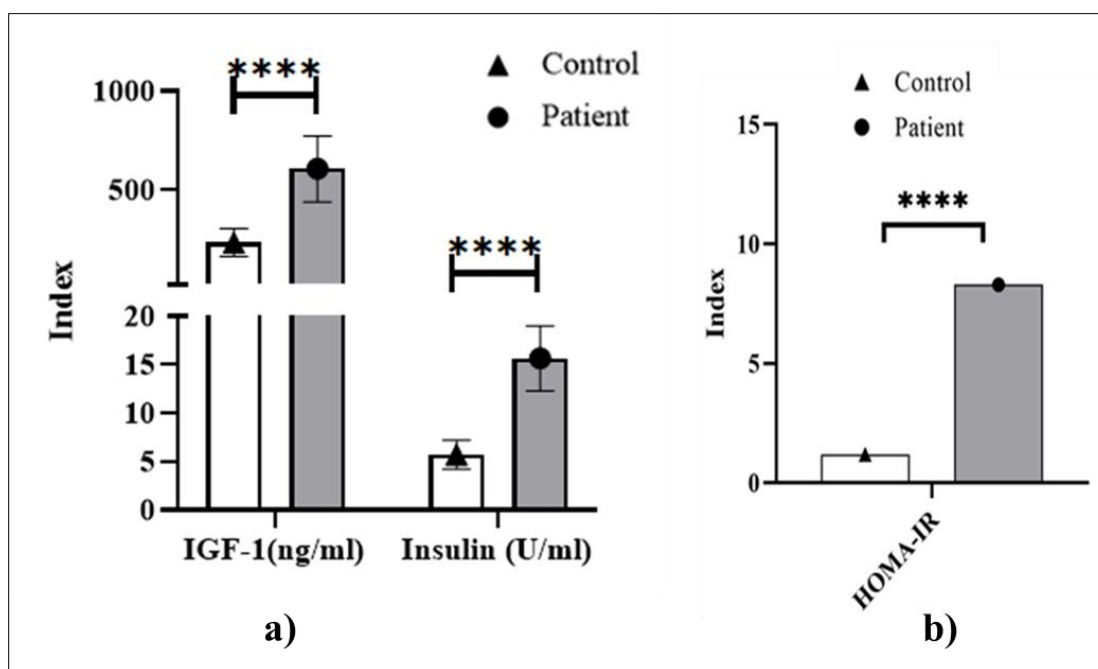 Control
Patient
****
****
Index
1000
500
20
15
10
5
0
IGF-1(ng/ml)
Insulin (U/ml)
a)
Control
Patient
****
Index
15
10
5
0
HOMA-IR
b)